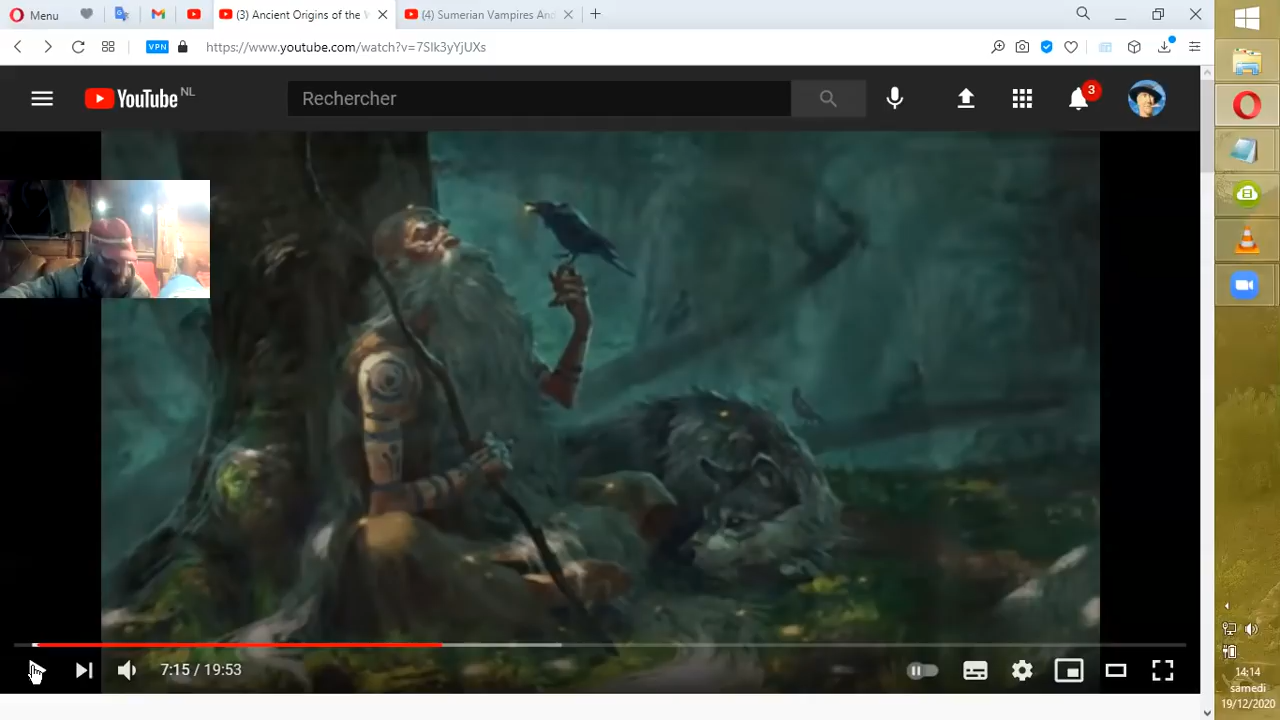 Menu
(3) Ancient Origins of the W
(4) Sumerian Vampires And
VPN
https://www.youtube.com/watch?v=7SIk3yYjUXs
YouTube NL
Rechercher
3
7:15 / 19:53
14:14
samedi
19/12/2020